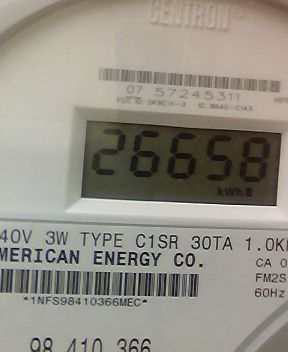 CENTRON®
07 57245311
26658
kWh
40V 3W TYPE C1SR 30TA 1.0K
MERICAN ENERGY CO.
CA 0
FM2S
*1NFS98410366MEC*
60Hz
98 410 366